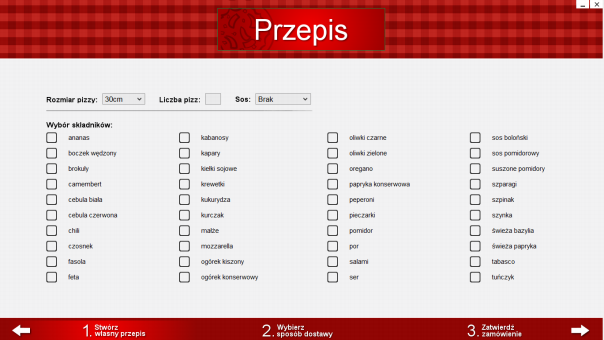 Przepis
Rozmiar pizzy: 30cm Liczba pizz: Sos: Brak
Wybór składników:
ananas kabanosy oliwki czarne sos boloński
boczek wędzony kapary oliwki zielone sos pomidorowy
brokuły kiełki sojowe oregano suszone pomidory
camembert krewetki papryka konserwowa szparagi
cebula biała kukurydza peperoni szpinak
cebula czerwona kurczak pieczarki szynka
chili małże pomidor świeża bazylia
czosnek mozzarella por świeża papryka
fasola ogórek kiszony salami tabasco
feta ogórek konserwowy ser tuńczyk
1. Stwórz własny przepis
2. Wybierz sposób dostawy
3. Zatwierdź zamówienie